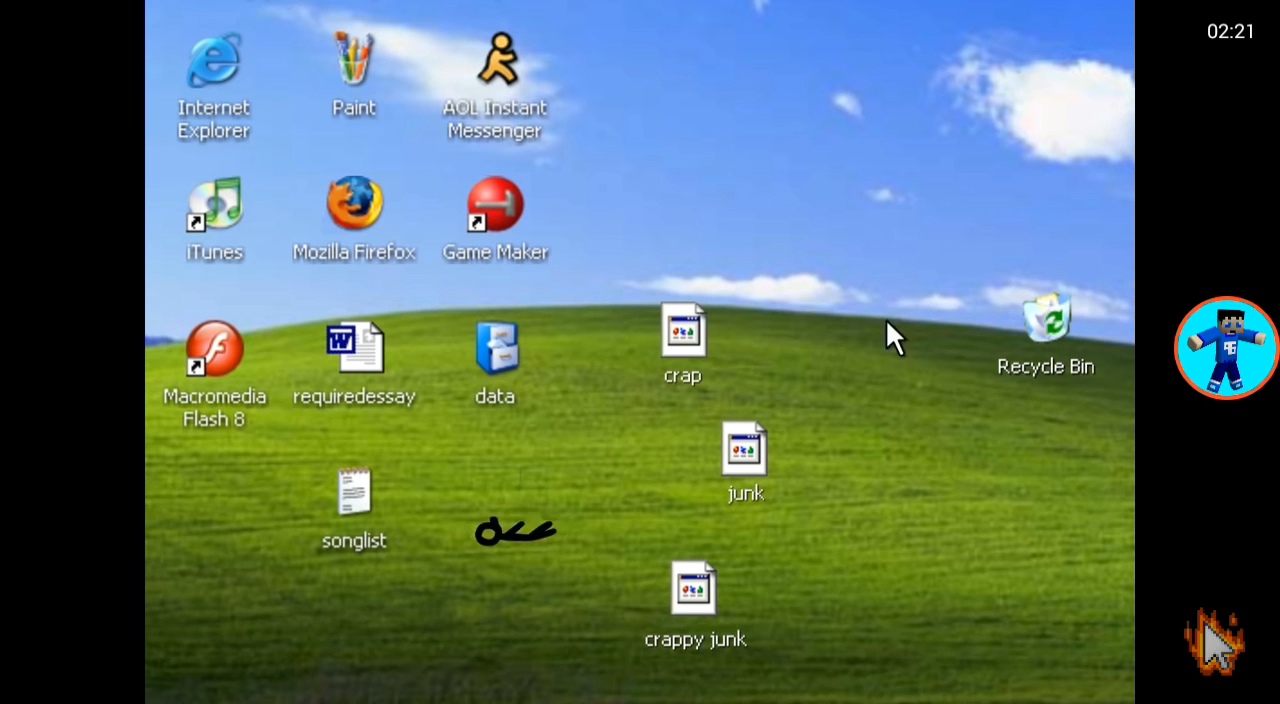 02:21
Internet
Explorer
Paint
AOL Instant
Messenger
iTunes
Mozilla Firefox
Game Maker
Macromedia
Flash 8
requiredessay
data
crap
Recycle Bin
junk
songlist
crappy junk